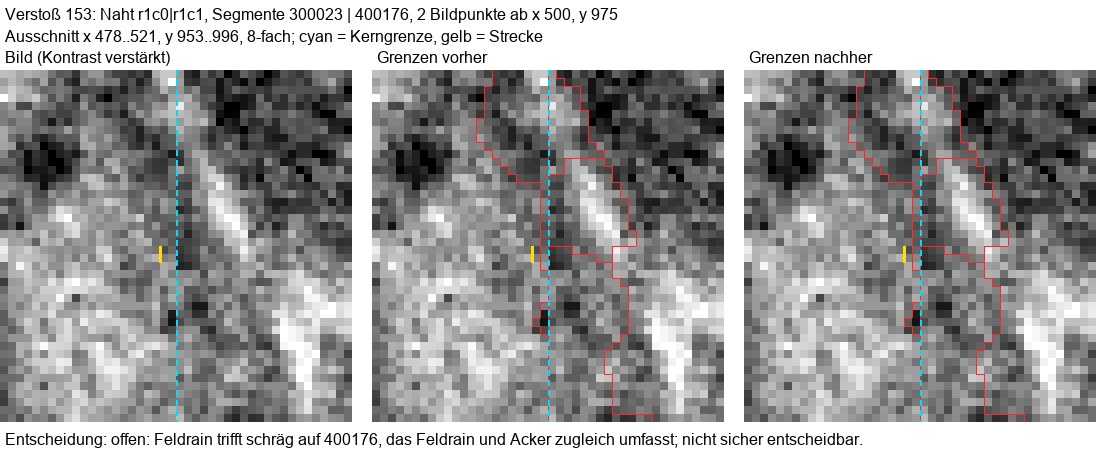 Verstoß 153: Naht r1c0|r1c1, Segmente 300023 | 400176, 2 Bildpunkte ab x 500, y 975
Ausschnitt x 478..521, y 953..996, 8-fach; cyan = Kerngrenze, gelb = Strecke
Bild (Kontrast verstärkt) Grenzen vorher Grenzen nachher
Entscheidung: offen: Feldrain trifft schräg auf 400176, das Feldrain und Acker zugleich umfasst; nicht sicher entscheidbar.